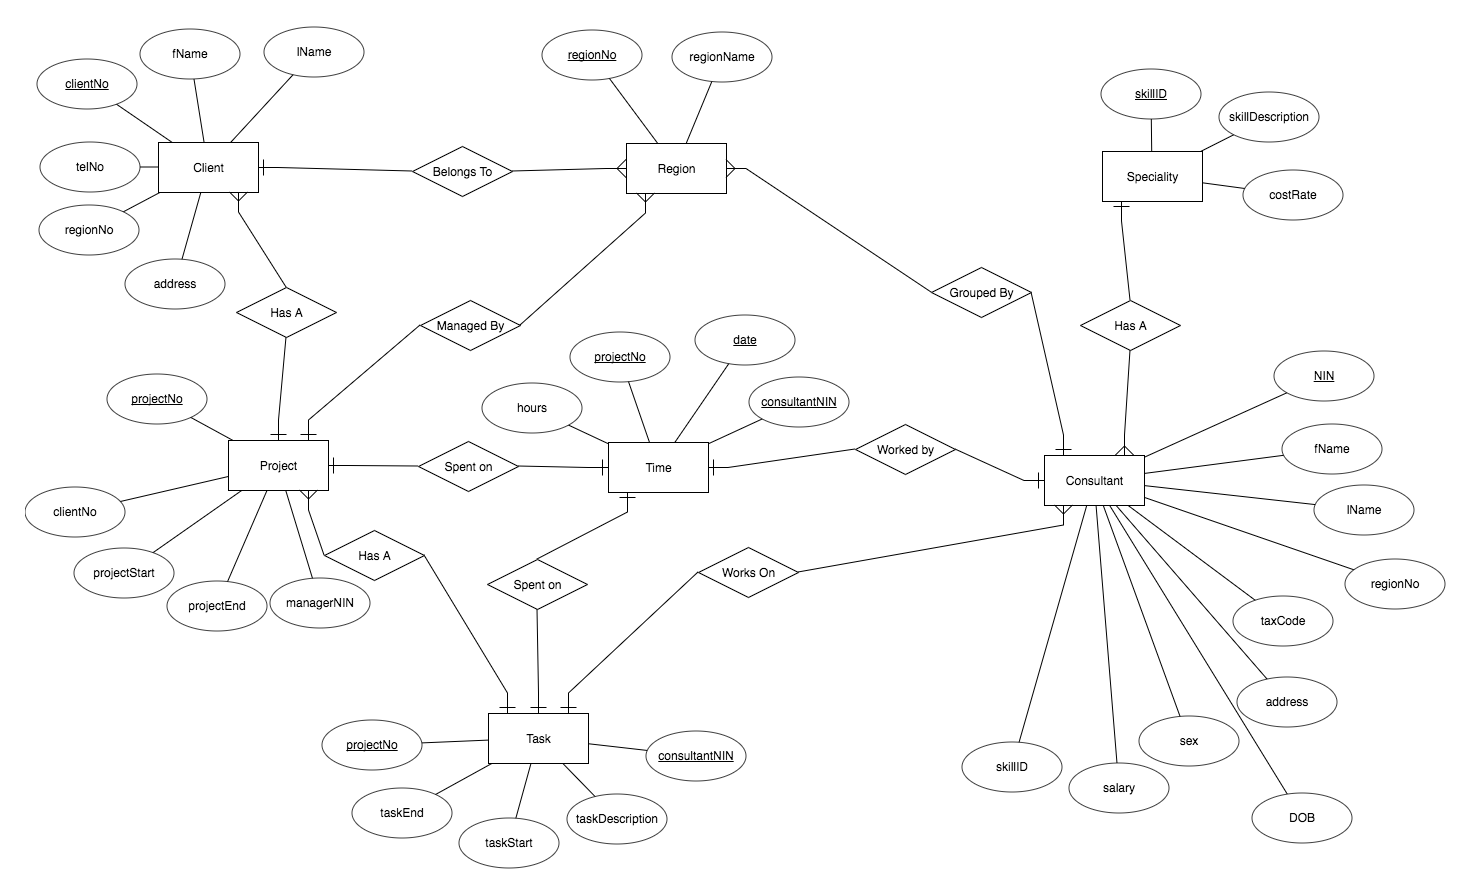 fName
lName
regionNo
regionName
clientNo
skillID
skillDescription
telNo
Client
Belongs To
Region
Speciality
costRate
regionNo
address
Has A
Managed By
Grouped By
Has A
projectNo
date
NIN
projectNo
hours
consultantNIN
Project
Spent on
Time
Worked by
Consultant
fName
lName
clientNo
projectStart
projectEnd
managerNIN
Has A
Spent on
Works On
regionNo
taxCode
address
projectNo
Task
consultantNIN
sex
skillID
salary
DOB
taskEnd
taskStart
taskDescription